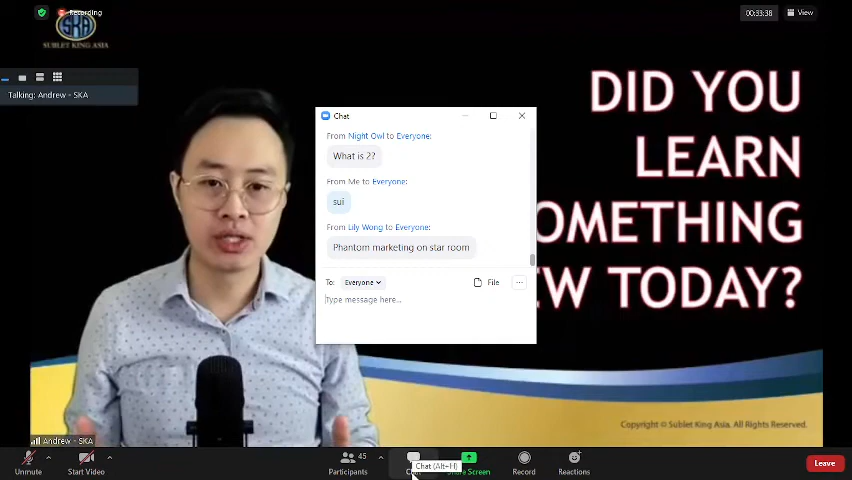 Recording
SKA
SUBLET KING ASIA
00:33:38
View
Talking: Andrew - SKA
DID YOU
LEARN
OMETHING
EW TODAY?
Chat
From Night Owl to Everyone:
What is 2?
From Me to Everyone:
sui
From Lily Wong to Everyone:
Phantom marketing on star room
To: Everyone
File
Type message here...
Copyright © Sublet King Asia. All Rights Reserved.
Andrew - SKA
Unmute
Start Video
45
Participants
Chat (Alt+H)
Share Screen
Record
Reactions
Leave